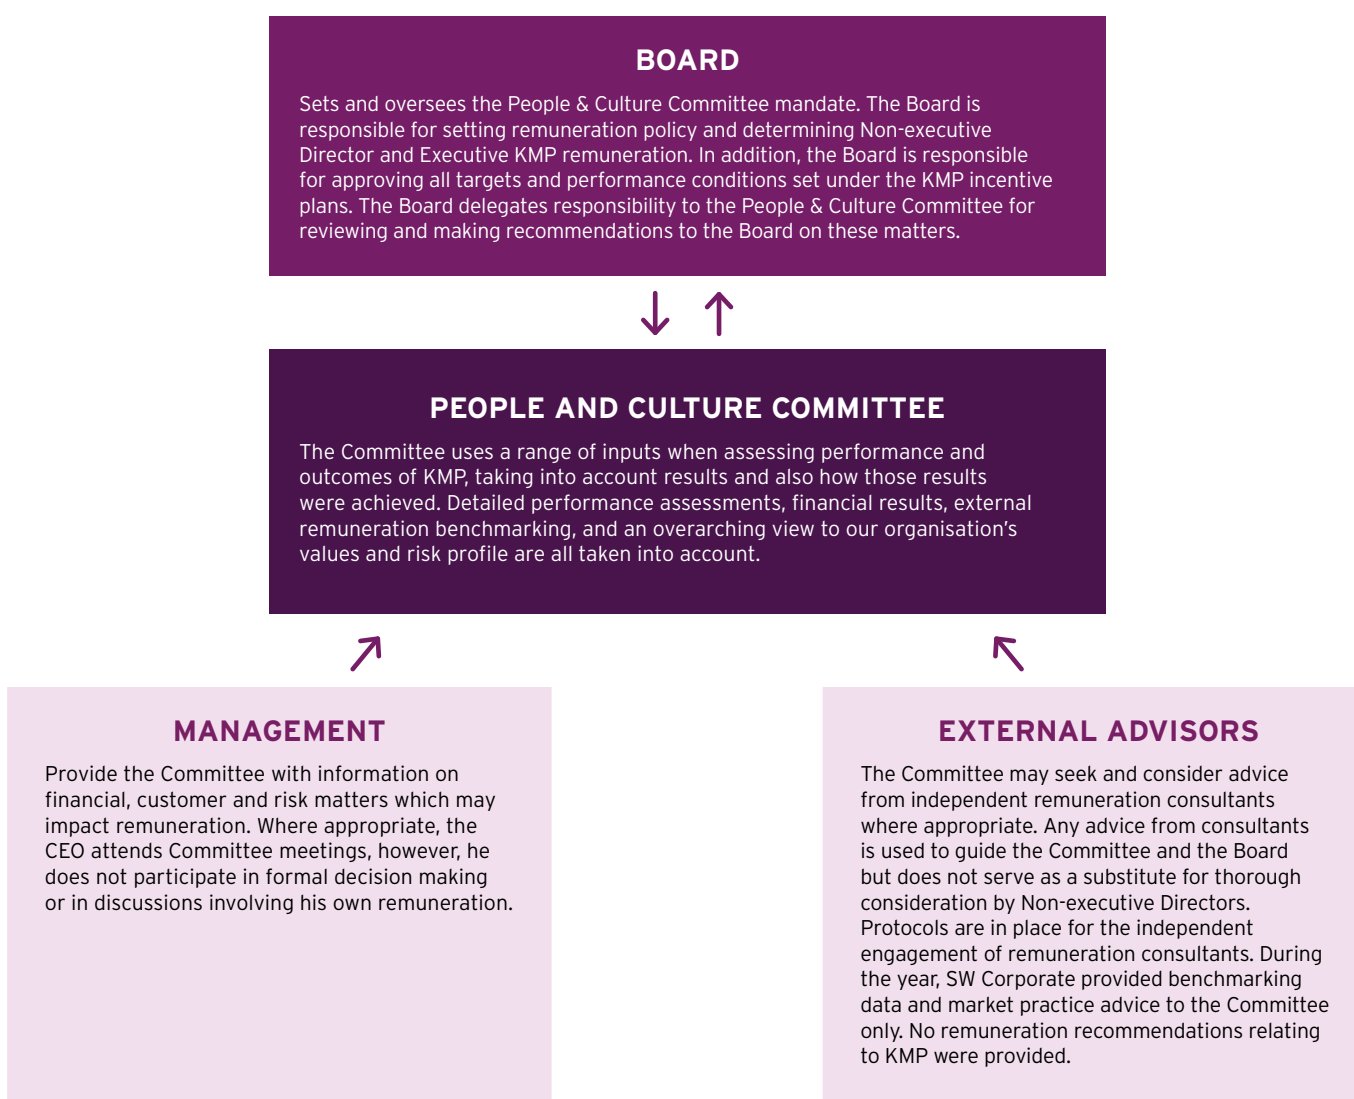 BOARD
Sets and oversees the People & Culture Committee mandate. The Board is
responsible for setting remuneration policy and determining Non-executive
Director and Executive KMP remuneration. In addition, the Board is responsible
for approving all targets and performance conditions set under the KMP incentive
plans. The Board delegates responsibility to the People & Culture Committee for
reviewing and making recommendations to the Board on these matters.
PEOPLE AND CULTURE COMMITTEE
The Committee uses a range of inputs when assessing performance and
outcomes of KMP, taking into account results and also how those results
were achieved. Detailed performance assessments, financial results, external
remuneration benchmarking, and an overarching view to our organisation’s
values and risk profile are all taken into account.
MANAGEMENT
Provide the Committee with information on
financial, customer and risk matters which may
impact remuneration. Where appropriate, the
CEO attends Committee meetings, however, he
does not participate in formal decision making
or in discussions involving his own remuneration.
EXTERNAL ADVISORS
The Committee may seek and consider advice
from independent remuneration consultants
where appropriate. Any advice from consultants
is used to guide the Committee and the Board
but does not serve as a substitute for thorough
consideration by Non-executive Directors.
Protocols are in place for the independent
engagement of remuneration consultants. During
the year, SW Corporate provided benchmarking
data and market practice advice to the Committee
only. No remuneration recommendations relating
to KMP were provided.